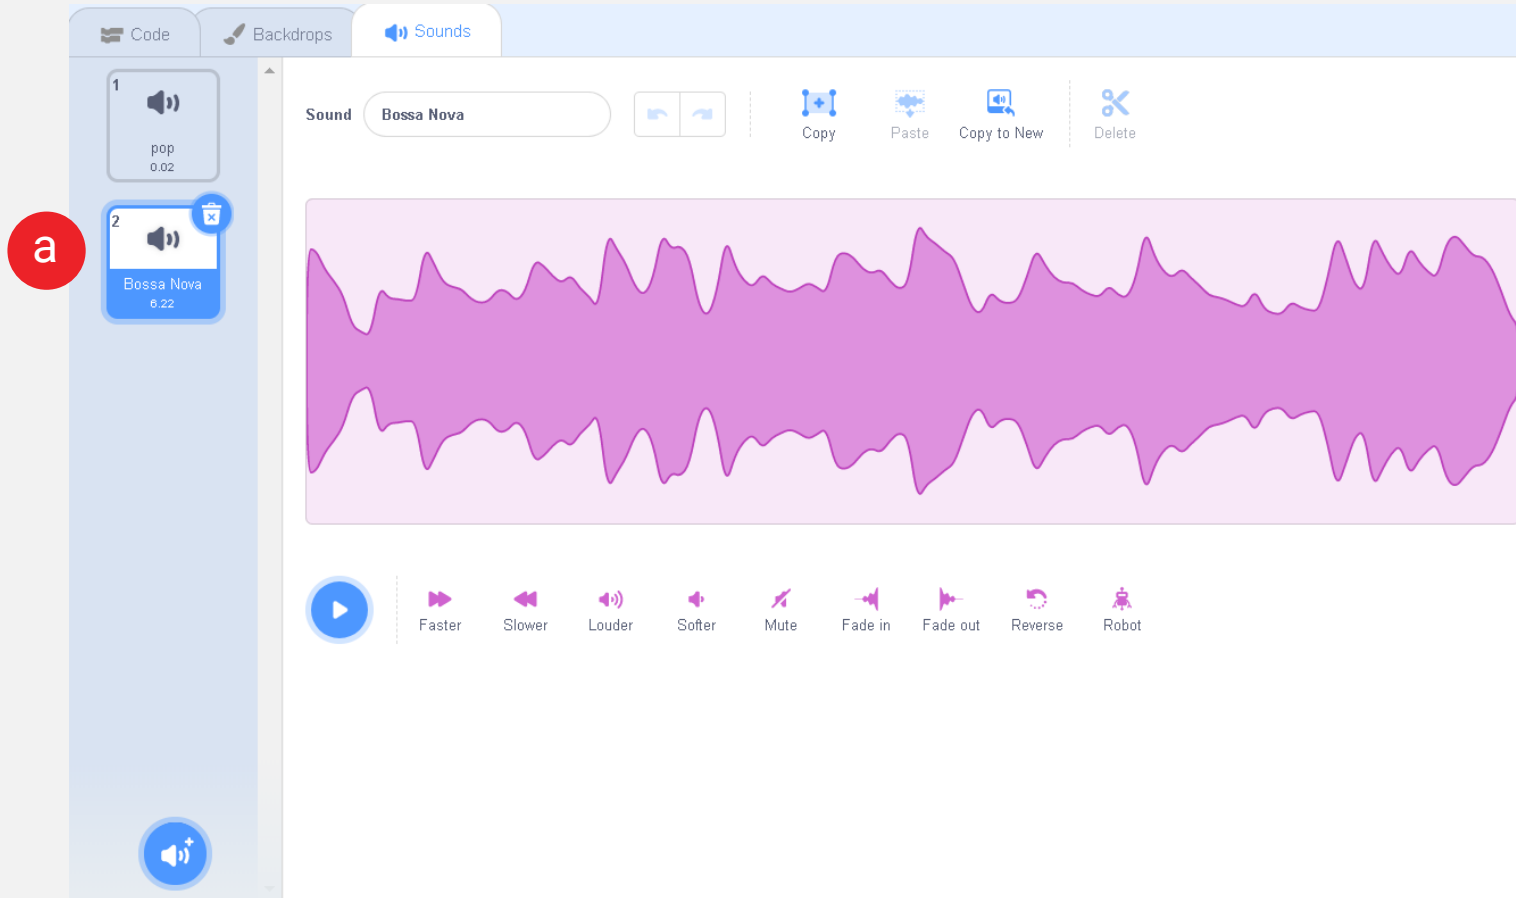 Code
Backdrops
Sounds
1
pop
0.02
a
2
Bossa Nova
6.22
Sound
Bossa Nova
Copy
Paste
Copy to New
Delete
Faster
Slower
Louder
Softer
Mute
Fade in
Fade out
Reverse
Robot